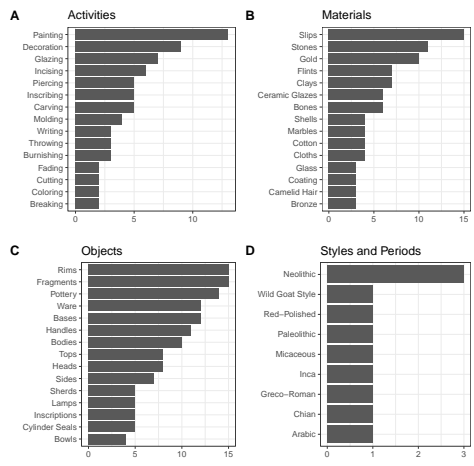 A Activities
Painting
Decoration
Glazing
Incising
Piercing
Inscribing
Carving
Molding
Writing
Throwing
Burnishing
Fading
Cutting
Coloring
Breaking
0 5 10
B Materials
Slips
Stones
Gold
Flints
Clays
Ceramic Glazes
Bones
Shells
Marbles
Cotton
Cloths
Glass
Coating
Camelid Hair
Bronze
0 5 10 15
C Objects
Rims
Fragments
Pottery
Ware
Bases
Handles
Bodies
Tops
Heads
Sides
Sherds
Lamps
Inscriptions
Cylinder Seals
Bowls
0 5 10 15
D Styles and Periods
Neolithic
Wild Goat Style
Red−Polished
Paleolithic
Micaceous
Inca
Greco−Roman
Chian
Arabic
0 1 2 3